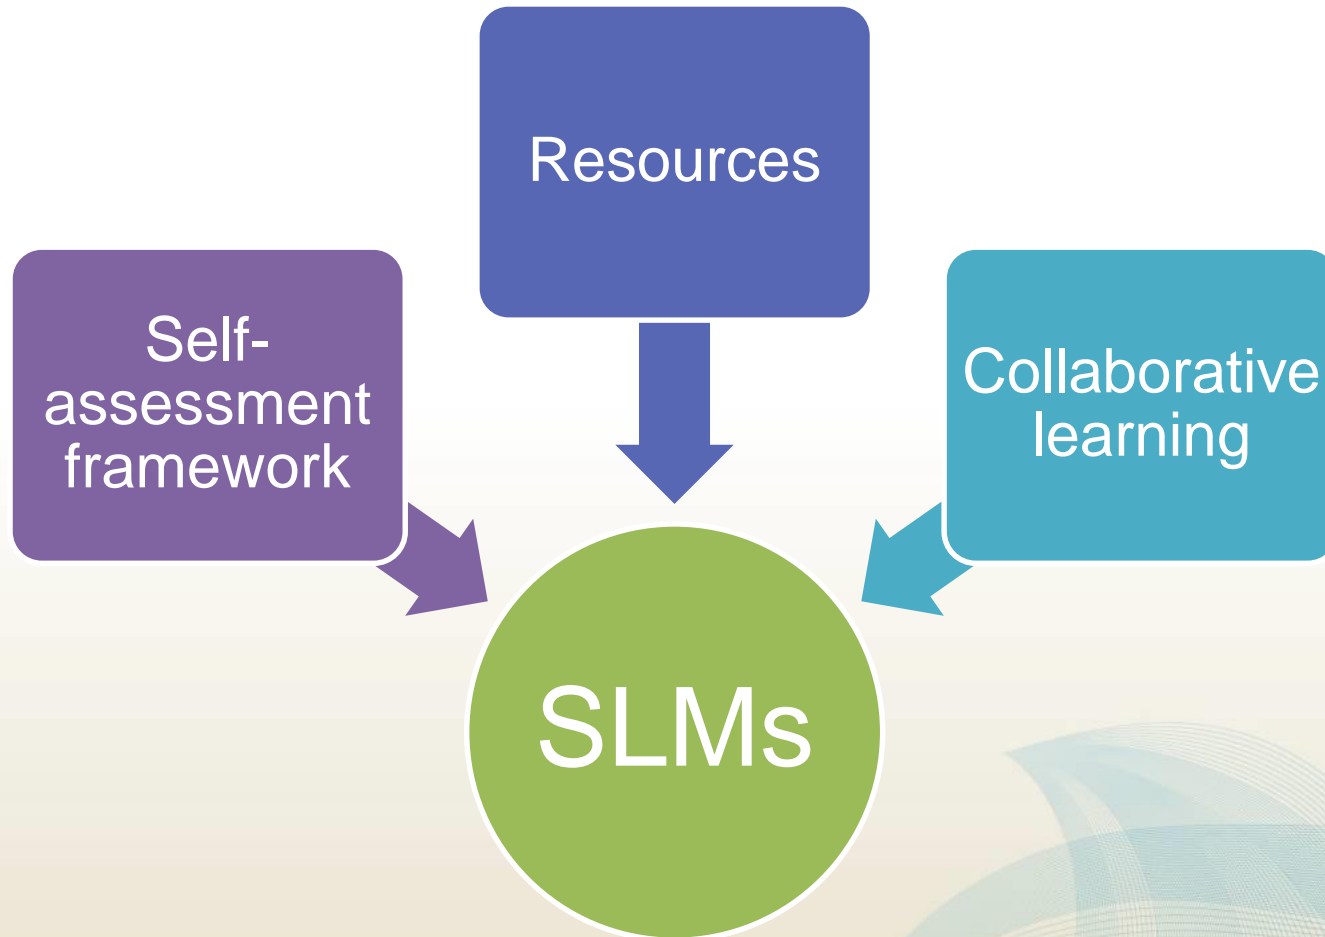 Resources
Self-
assessment
framework
Collaborative
learning
SLMs